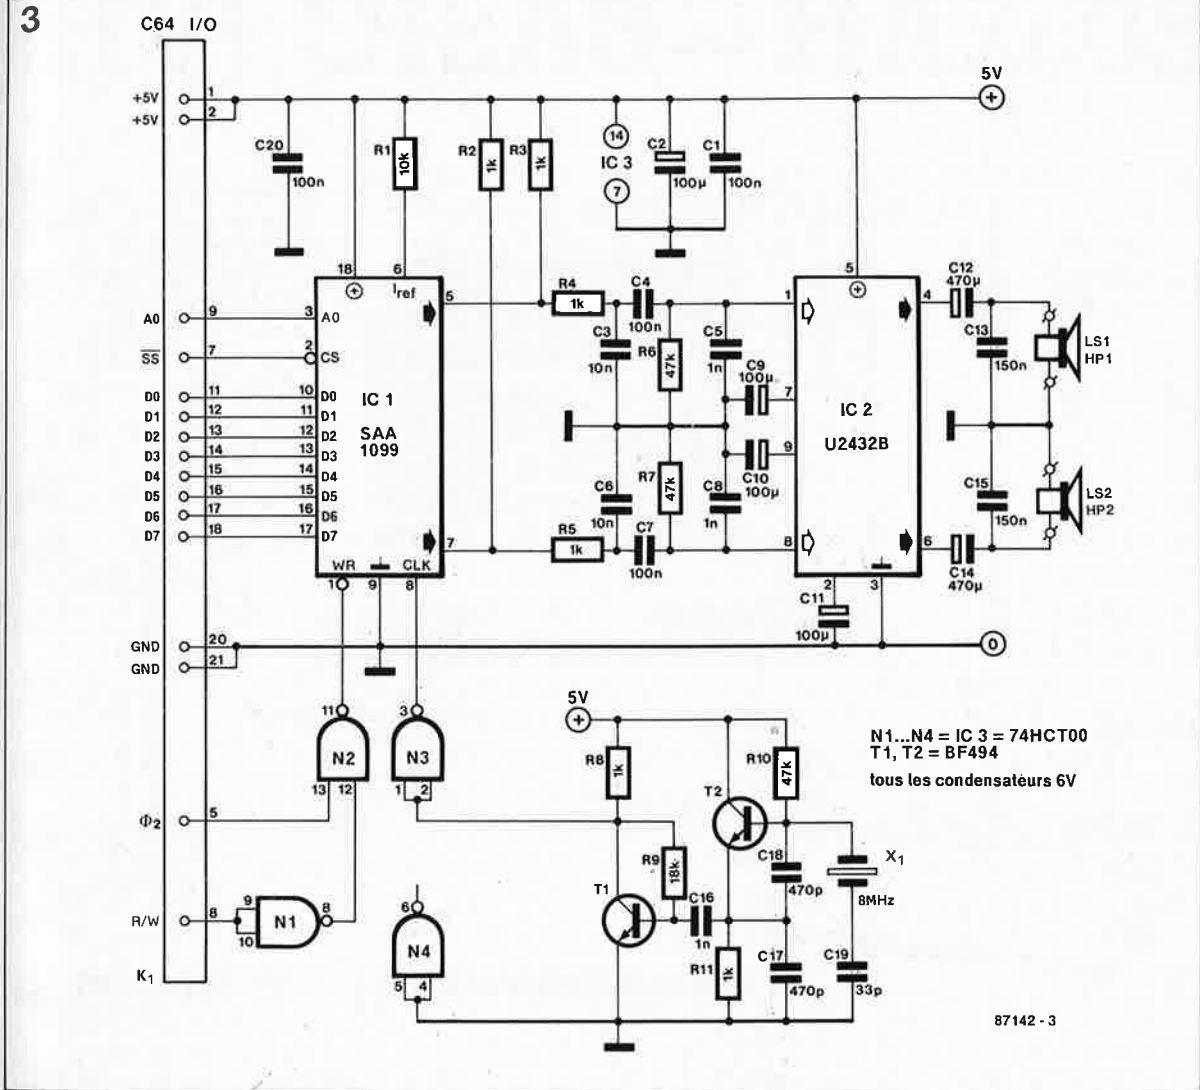 3
C64 I/O
5V
+5V 1
+5V 2
C20
100n
R1
10k
R2
1k
R3
1k
14
IC 3
7
C2
100µ
C1
100n
18
6
Iref
5
R4
1k
C4
100n
5
C12
470µ
A0 9 3 A0
SS 7 2 CS
D0 11 10 D0
D1 12 11 D1
D2 13 12 D2
D3 14 13 D3
D4 15 14 D4
D5 16 15 D5
D6 17 16 D6
D7 18 17 D7
IC 1
SAA
1099
C3
10n
R6
47k
C5
1n
C9
100µ
1
7
IC 2
U2432B
4
C13
150n
LS1
HP1
C6
10n
R7
47k
C8
1n
C10
100µ
9
C15
150n
LS2
HP2
7
R5
1k
C7
100n
8
6
C14
470µ
WR CLK
1 9 8
2 3
C11
100µ
GND 20
GND 21
0
11
N2
13 12
3
N3
1 2
5V
R8
1k
R10
47k
T2
N1...N4 = IC 3 = 74HCT00
T1, T2 = BF494
tous les condensateurs 6V
Φ2 5
R9
18k
C18
470p
X1
8MHz
R/W 8
9
10
N1
8
6
N4
5 4
T1
C16
1n
R11
1k
C17
470p
C19
33p
K1
87142 - 3